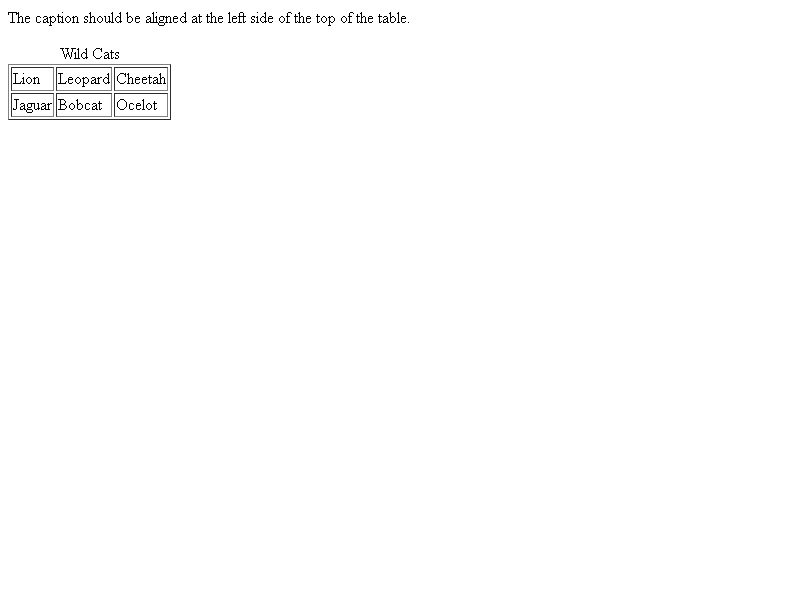 The caption should be aligned at the left side of the top of the table.
Wild Cats
Lion Leopard Cheetah
Jaguar Bobcat Ocelot